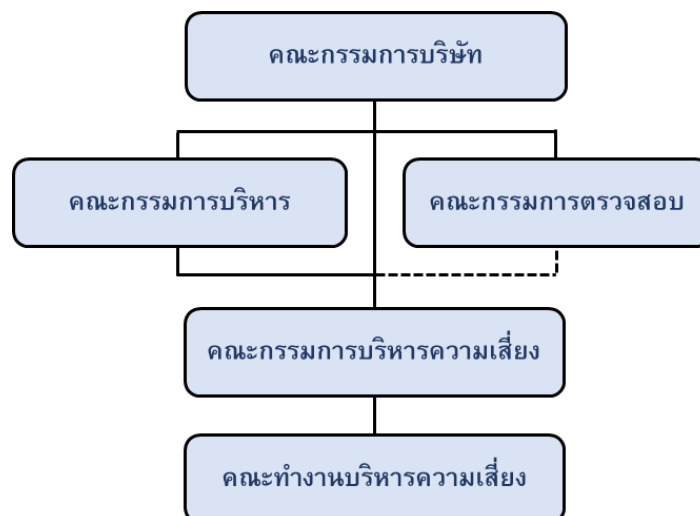 คณะกรรมการบริษัท
คณะกรรมการบริหาร
คณะกรรมการตรวจสอบ
คณะกรรมการบริหารความเสี่ยง
คณะทำงานบริหารความเสี่ยง